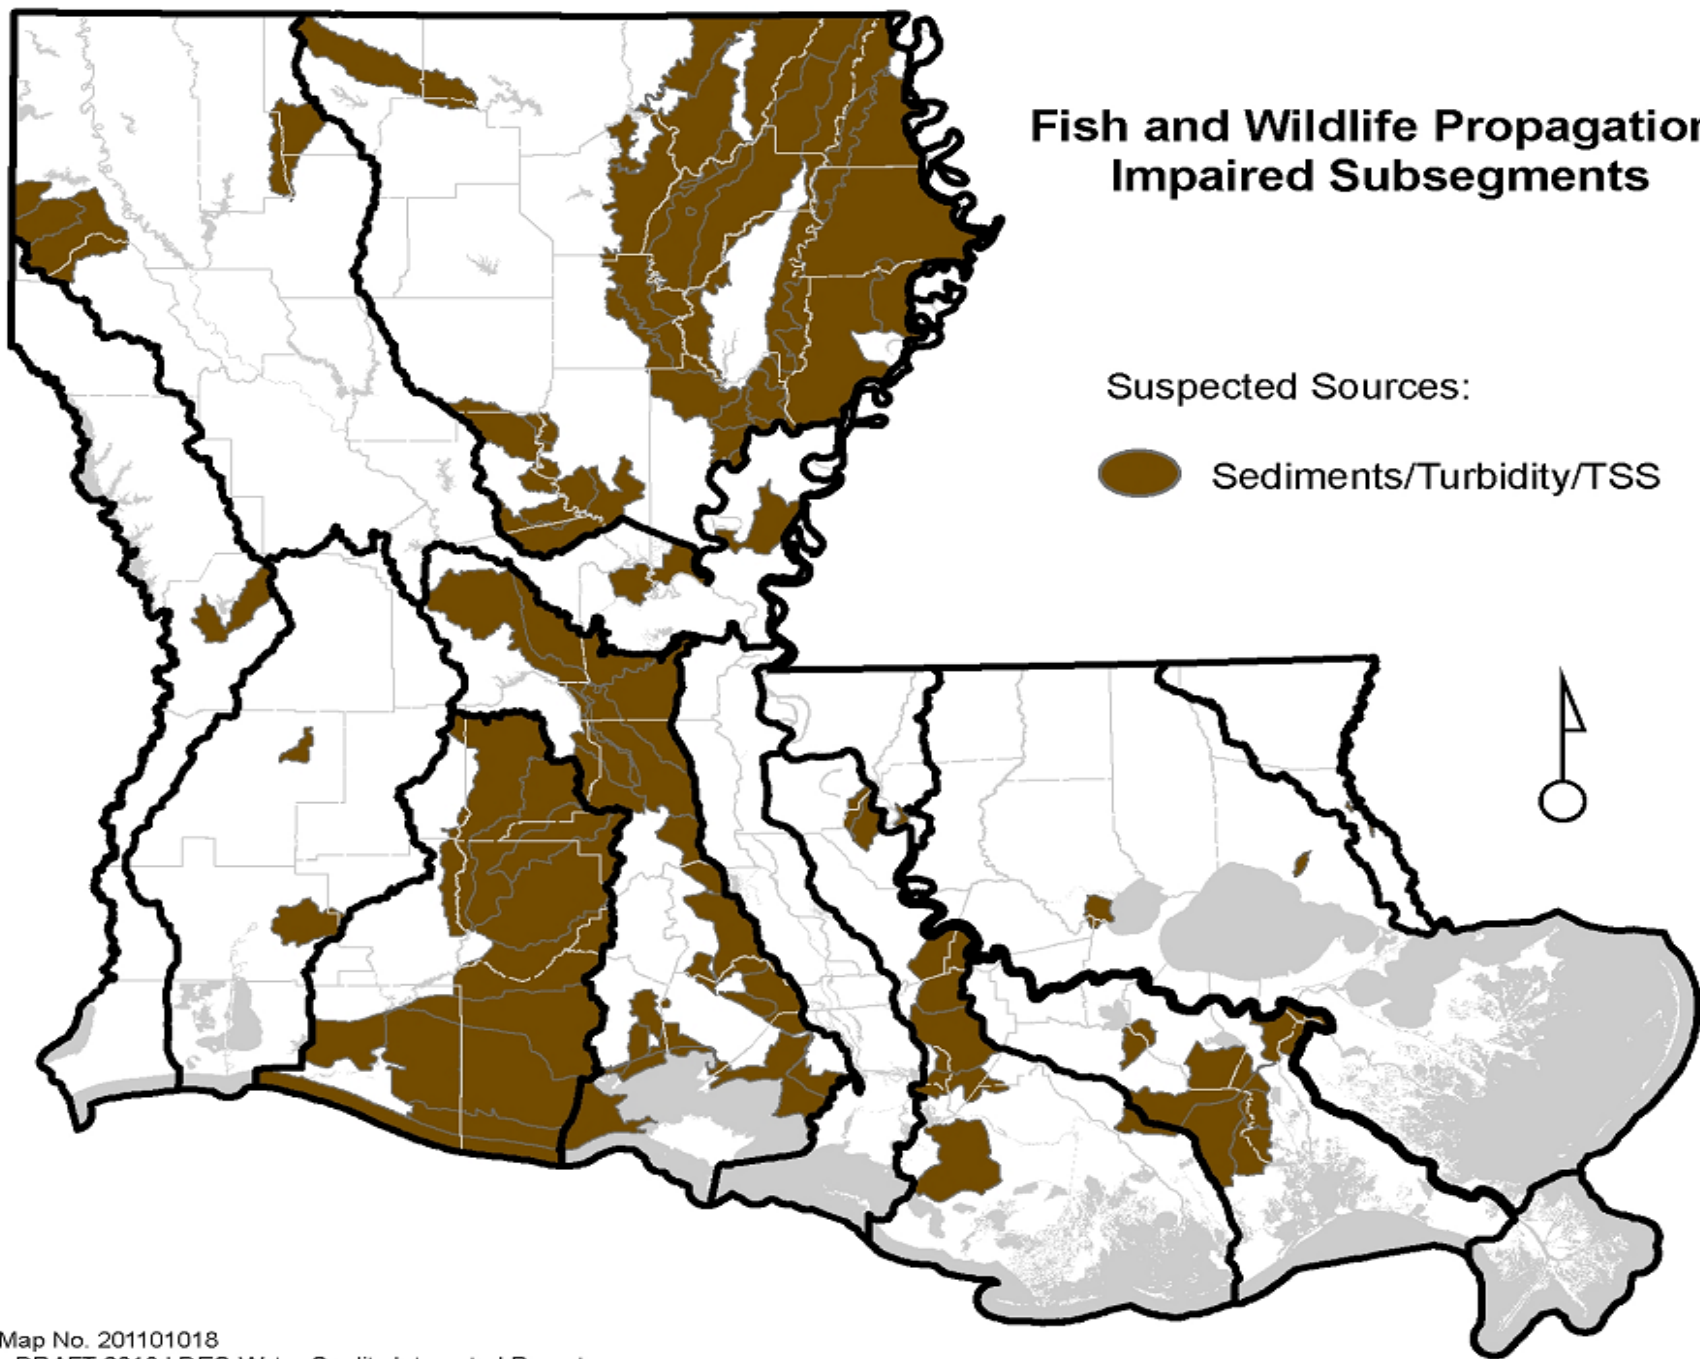 Fish and Wildlife Propagation
Impaired Subsegments
Suspected Sources:
Sediments/Turbidity/TSS
Map No. 201101018